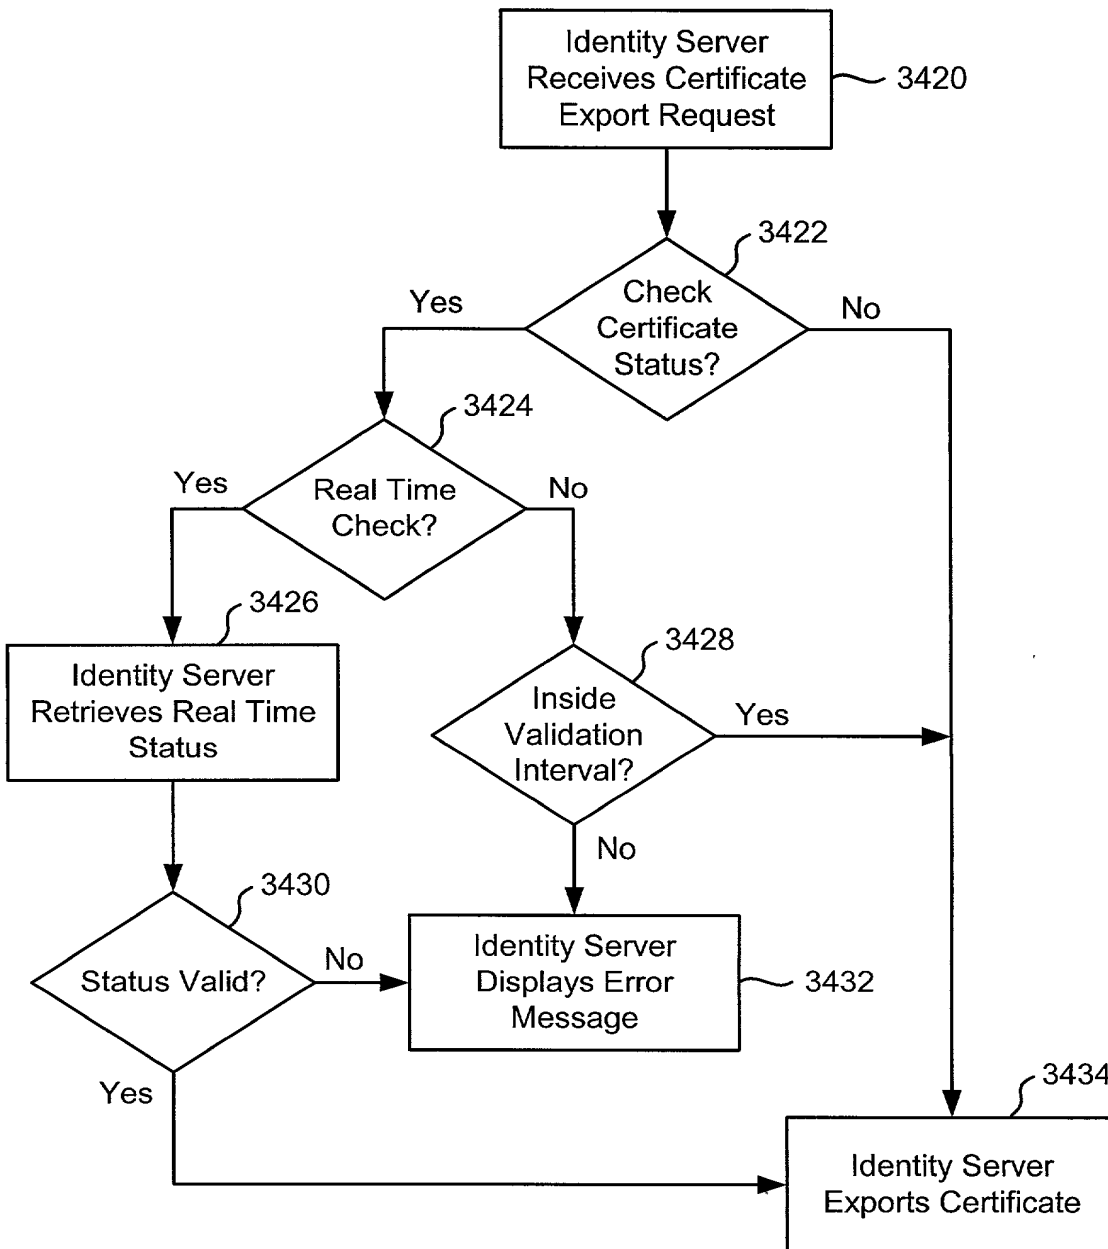 Identity Server
Receives Certificate
Export Request
3420
3422
Check
Certificate
Status?
Yes
No
3424
Real Time
Check?
Yes
No
3426
Identity Server
Retrieves Real Time
Status
3428
Inside
Validation
Interval?
Yes
No
3430
Status Valid?
No
Yes
Identity Server
Displays Error
Message
3432
3434
Identity Server
Exports Certificate